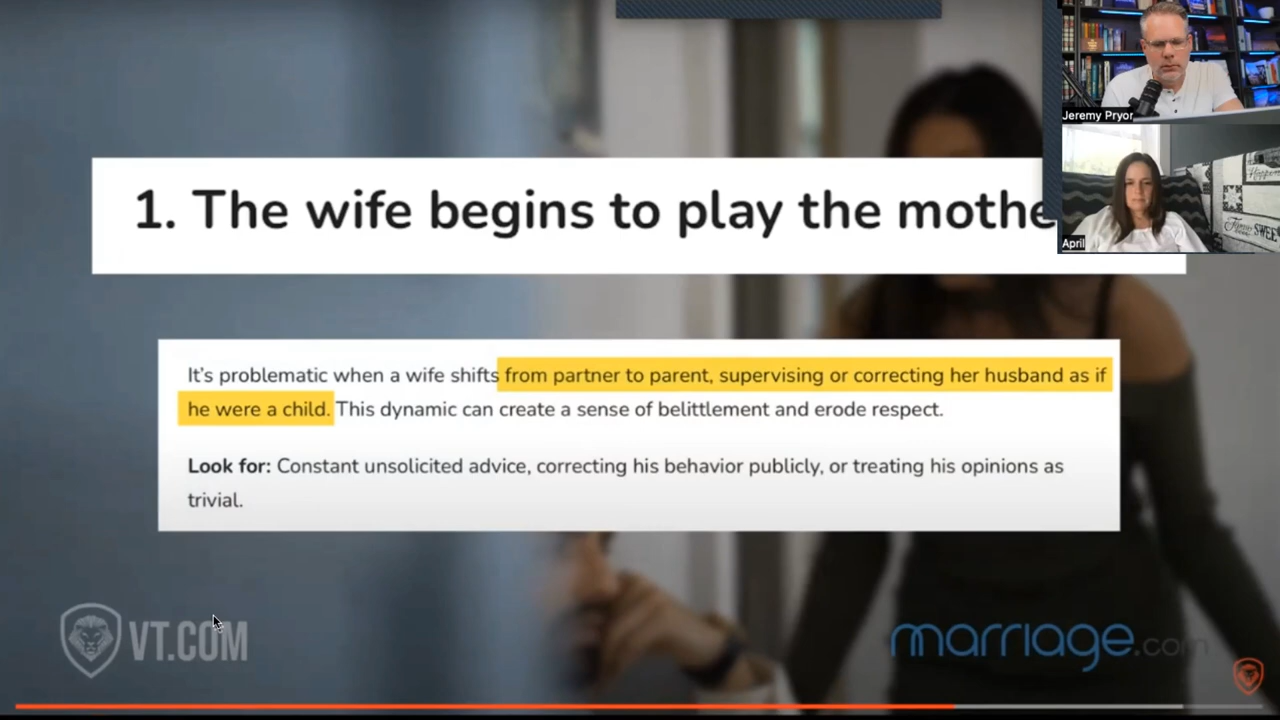 1. The wife begins to play the mothe
Jeremy Pryor
April
It’s problematic when a wife shifts from partner to parent, supervising or correcting her husband as if
he were a child. This dynamic can create a sense of belittlement and erode respect.
Look for: Constant unsolicited advice, correcting his behavior publicly, or treating his opinions as
trivial.
VT.COM
marriage.com